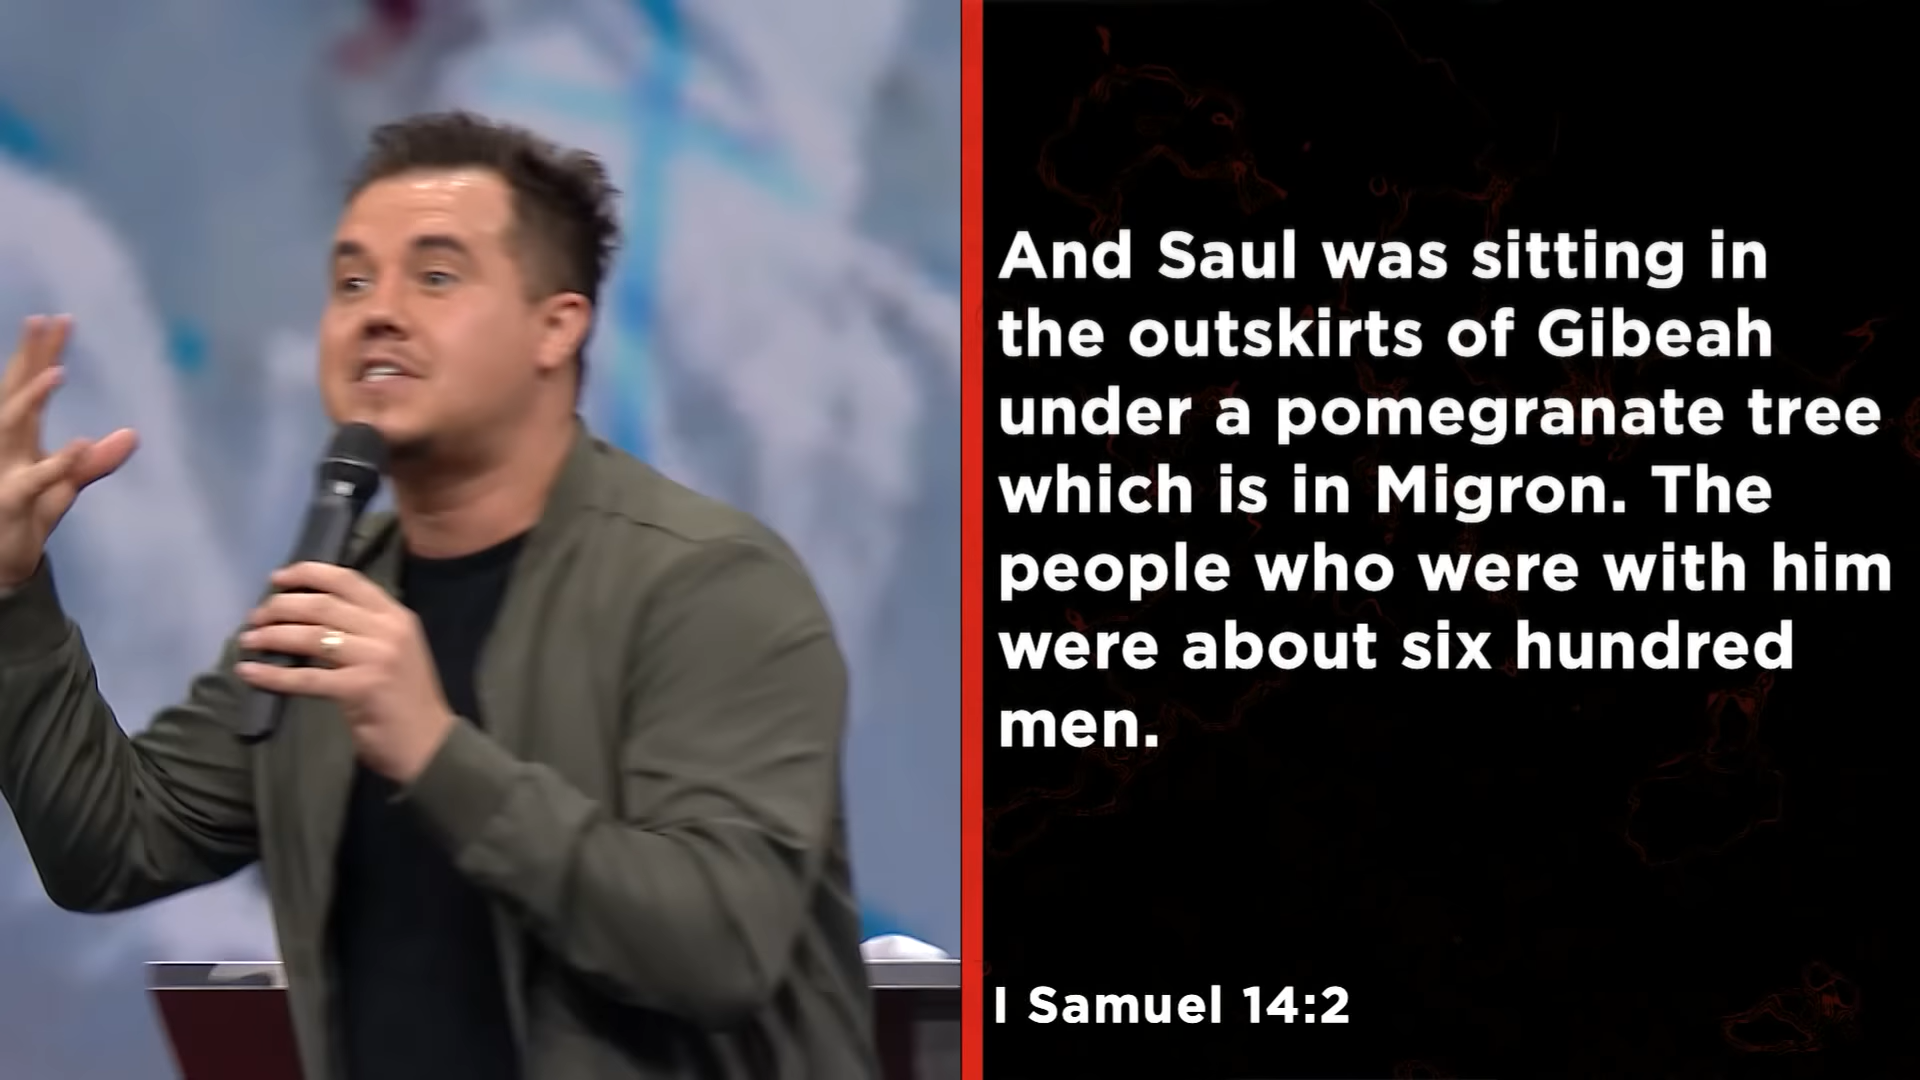 And Saul was sitting in
the outskirts of Gibeah
under a pomegranate tree
which is in Migron. The
people who were with him
were about six hundred
men.
I Samuel 14:2